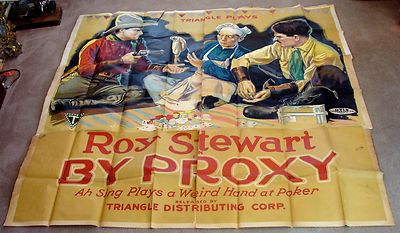 TRIANGLE PLAYS
Roy Stewart
BY PROXY
Ah Sing Plays a Weird Hand at Poker
RELEASED BY
TRIANGLE DISTRIBUTING CORP.